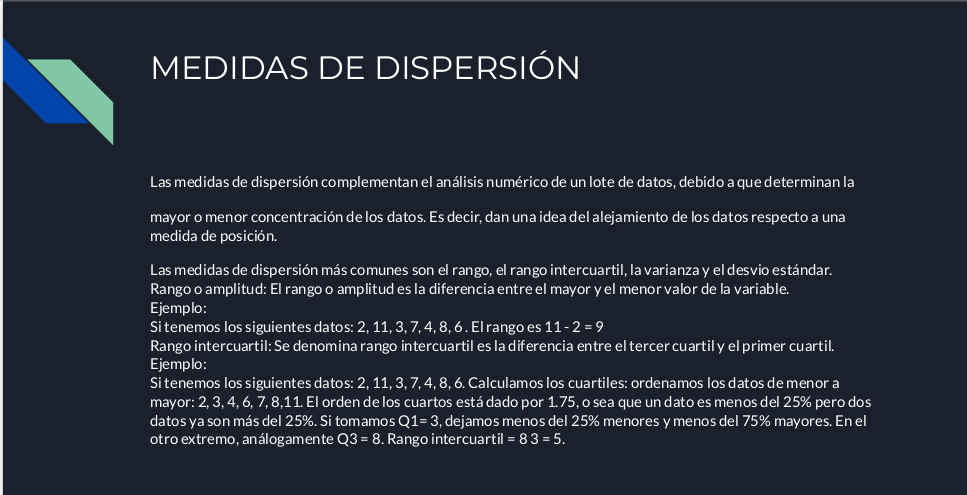 MEDIDAS DE DISPERSIÓN
Las medidas de dispersión complementan el análisis numérico de un lote de datos, debido a que determinan la
mayor o menor concentración de los datos. Es decir, dan una idea del alejamiento de los datos respecto a una
medida de posición.
Las medidas de dispersión más comunes son el rango, el rango intercuartil, la varianza y el desvio estándar.
Rango o amplitud: El rango o amplitud es la diferencia entre el mayor y el menor valor de la variable.
Ejemplo:
Si tenemos los siguientes datos: 2, 11, 3, 7, 4, 8, 6 . El rango es 11 - 2 = 9
Rango intercuartil: Se denomina rango intercuartil es la diferencia entre el tercer cuartil y el primer cuartil.
Ejemplo:
Si tenemos los siguientes datos: 2, 11, 3, 7, 4, 8, 6. Calculamos los cuartiles: ordenamos los datos de menor a
mayor: 2, 3, 4, 6, 7, 8,11. El orden de los cuartos está dado por 1.75, o sea que un dato es menos del 25% pero dos
datos ya son más del 25%. Si tomamos Q1= 3, dejamos menos del 25% menores y menos del 75% mayores. En el
otro extremo, análogamente Q3 = 8. Rango intercuartil = 8 3 = 5.